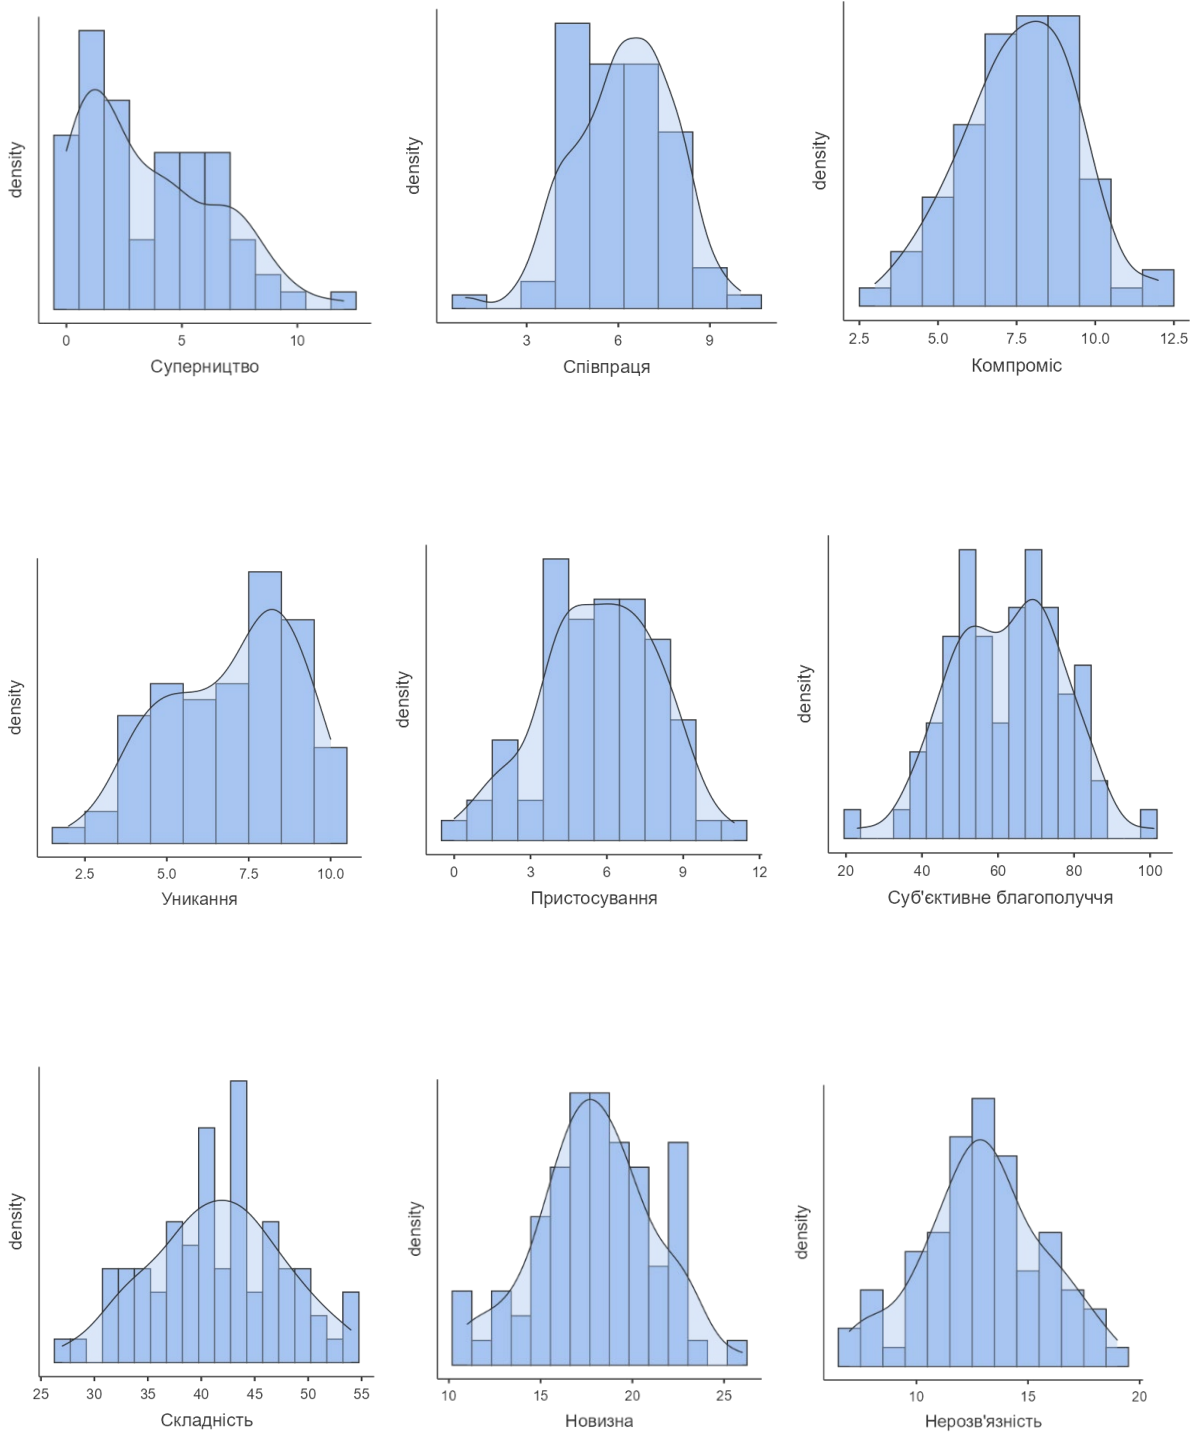 density
0 5 10
Суперництво
density
3 6 9
Співпраця
density
2.5 5.0 7.5 10.0 12.5
Компроміс
density
2.5 5.0 7.5 10.0
Уникання
density
0 3 6 9 12
Пристосування
density
20 40 60 80 100
Суб'єктивне благополуччя
density
25 30 35 40 45 50 55
Складність
density
10 15 20 25
Новизна
density
10 15 20
Нерозв'язність